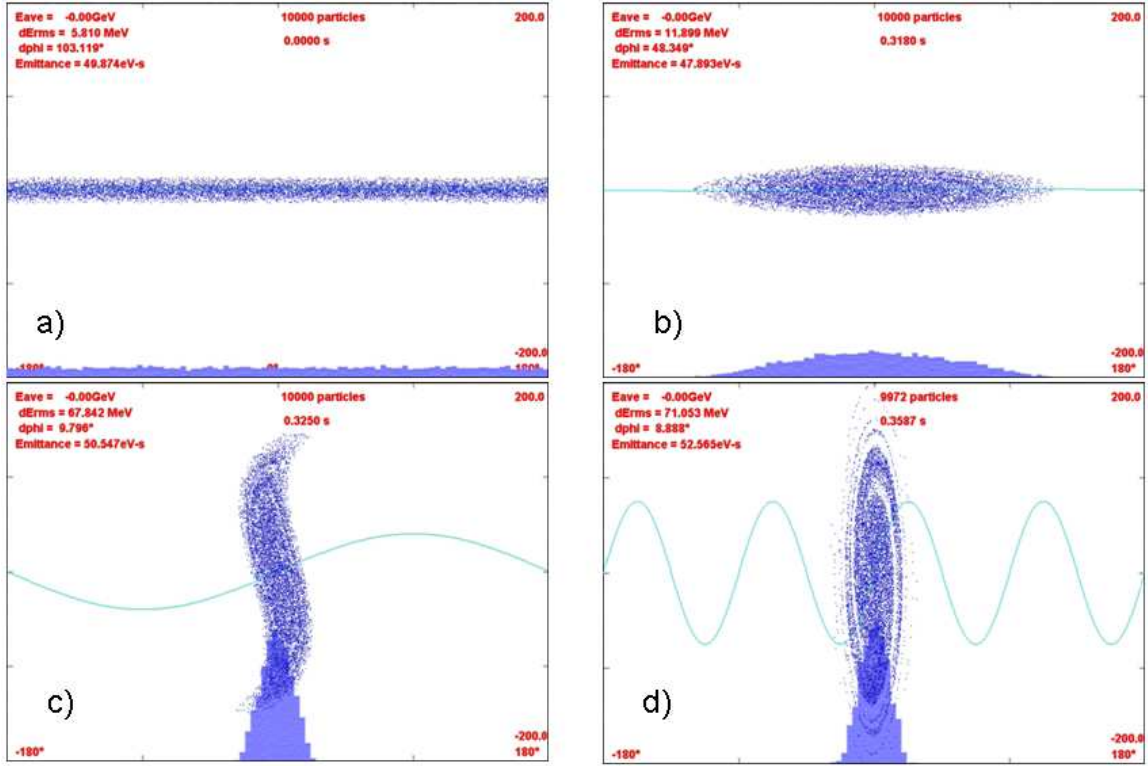 Eave = -0.00GeV 10000 particles 200.0
dErms = 5.810 MeV
dphi = 103.119° 0.0000 s
Emittance = 49.874eV-s
a)
-200.0
-180° 180°
Eave = -0.00GeV 10000 particles 200.0
dErms = 11.899 MeV
dphi = 48.349° 0.3180 s
Emittance = 47.893eV-s
b)
-200.0
-180° 180°
Eave = -0.00GeV 10000 particles 200.0
dErms = 67.842 MeV
dphi = 9.796° 0.3250 s
Emittance = 50.547eV-s
c)
-200.0
-180° 180°
Eave = -0.00GeV 9972 particles 200.0
dErms = 71.053 MeV
dphi = 8.888° 0.3587 s
Emittance = 52.565eV-s
d)
-200.0
-180° 180°